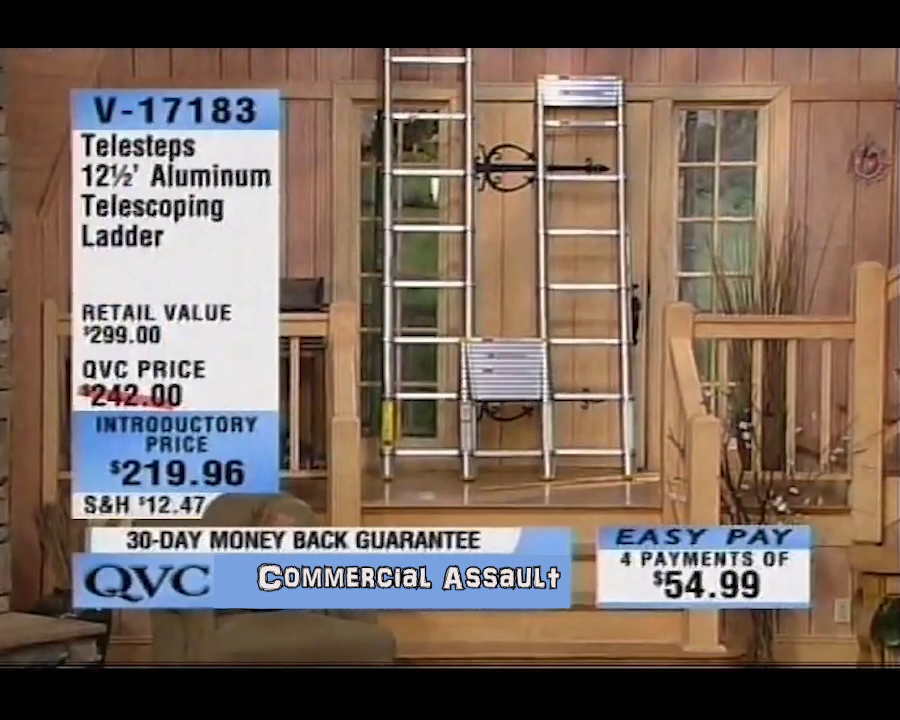 V-17183
Telesteps
12½' Aluminum
Telescoping
Ladder
RETAIL VALUE
$299.00
QVC PRICE
$242.00
INTRODUCTORY
PRICE
$219.96
S&H $12.47
30-DAY MONEY BACK GUARANTEE
QVC Commercial Assault
EASY PAY
4 PAYMENTS OF
$54.99